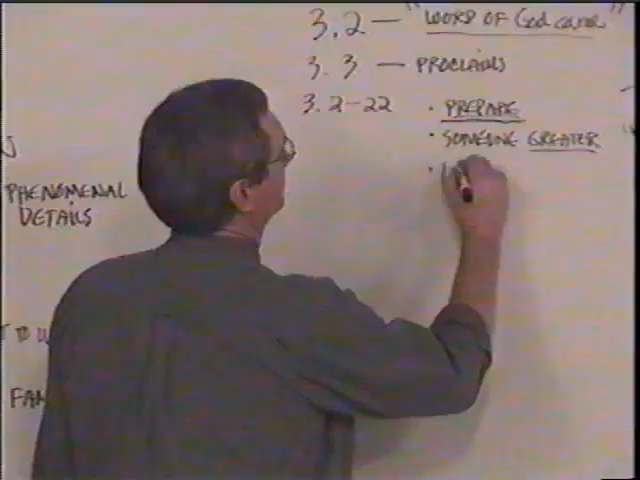 3.2 — "WORD OF God came"
3.3 — PROCLAIMS
3.2-22 · PREPARE
· SOMEONE GREATER
PHENOMENAL
DETAILS